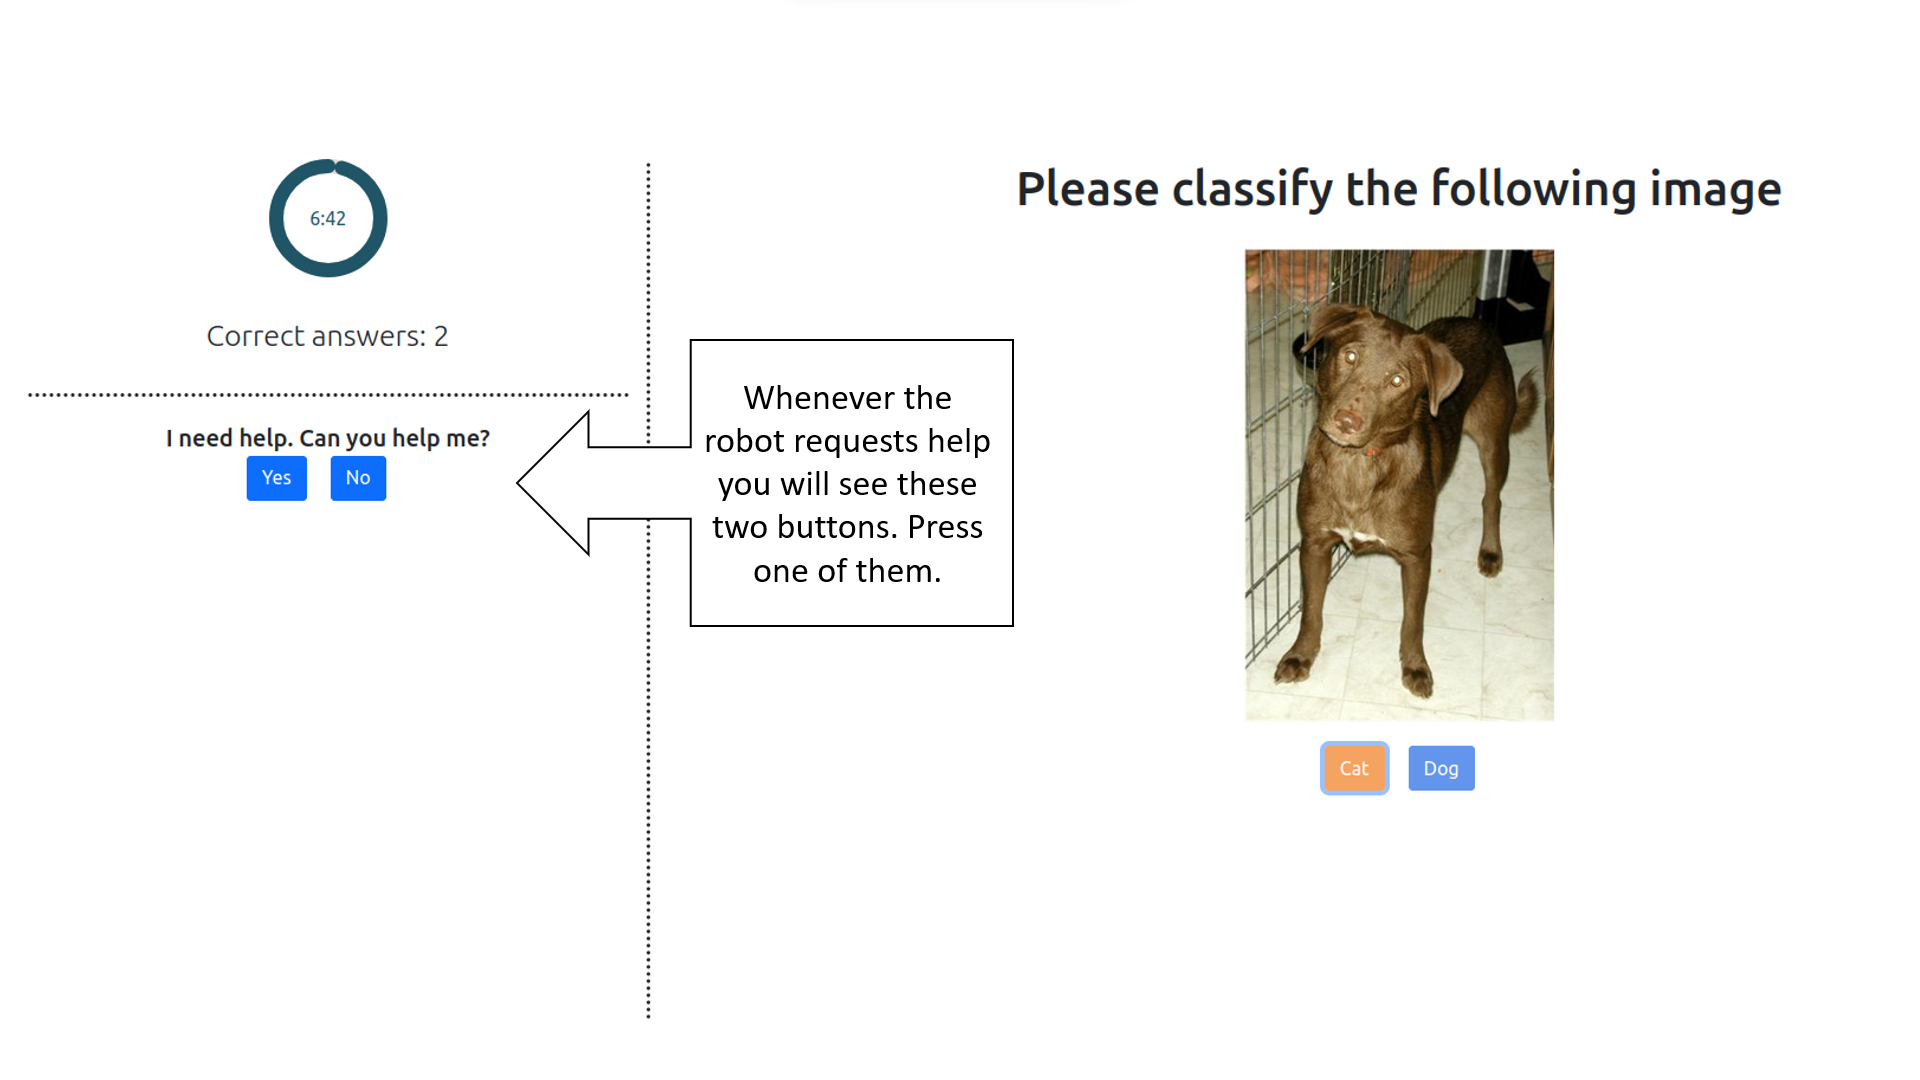 6:42
Correct answers: 2
I need help. Can you help me?
Yes No
Whenever the
robot requests help
you will see these
two buttons. Press
one of them.
Please classify the following image
Cat Dog